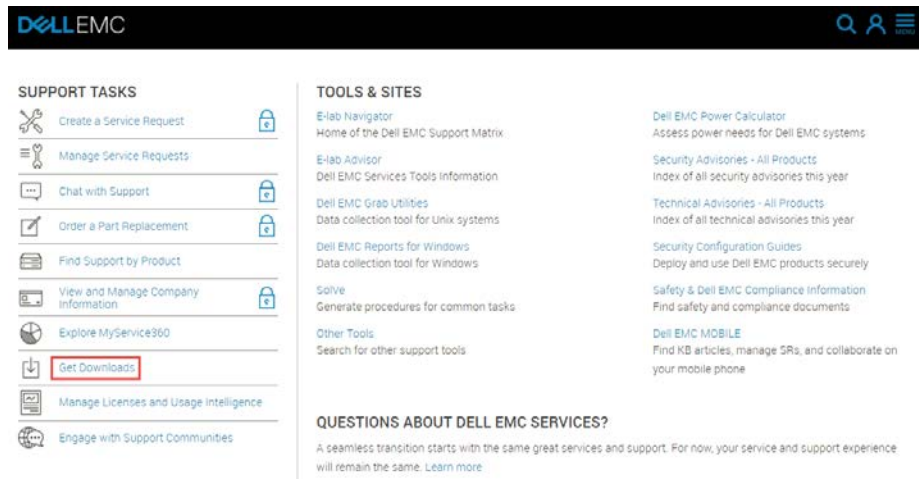 DELLEMC
MENU
SUPPORT TASKS
Create a Service Request
Manage Service Requests
Chat with Support
Order a Part Replacement
Find Support by Product
View and Manage Company
Information
Explore MyService360
Get Downloads
Manage Licenses and Usage Intelligence
Engage with Support Communities
TOOLS & SITES
E-lab Navigator
Home of the Dell EMC Support Matrix
E-lab Advisor
Dell EMC Services Tools Information
Dell EMC Grab Utilities
Data collection tool for Unix systems
Dell EMC Reports for Windows
Data collection tool for Windows
Solve
Generate procedures for common tasks
Other Tools
Search for other support tools
Dell EMC Power Calculator
Assess power needs for Dell EMC systems
Security Advisories - All Products
Index of all security advisories this year
Technical Advisories - All Products
Index of all technical advisories this year
Security Configuration Guides
Deploy and use Dell EMC products securely
Safety & Dell EMC Compliance Information
Find safety and compliance documents
Dell EMC MOBILE
Find KB articles, manage SRs, and collaborate on
your mobile phone
QUESTIONS ABOUT DELL EMC SERVICES?
A seamless transition starts with the same great services and support. For now, your service and support experience
will remain the same. Learn more